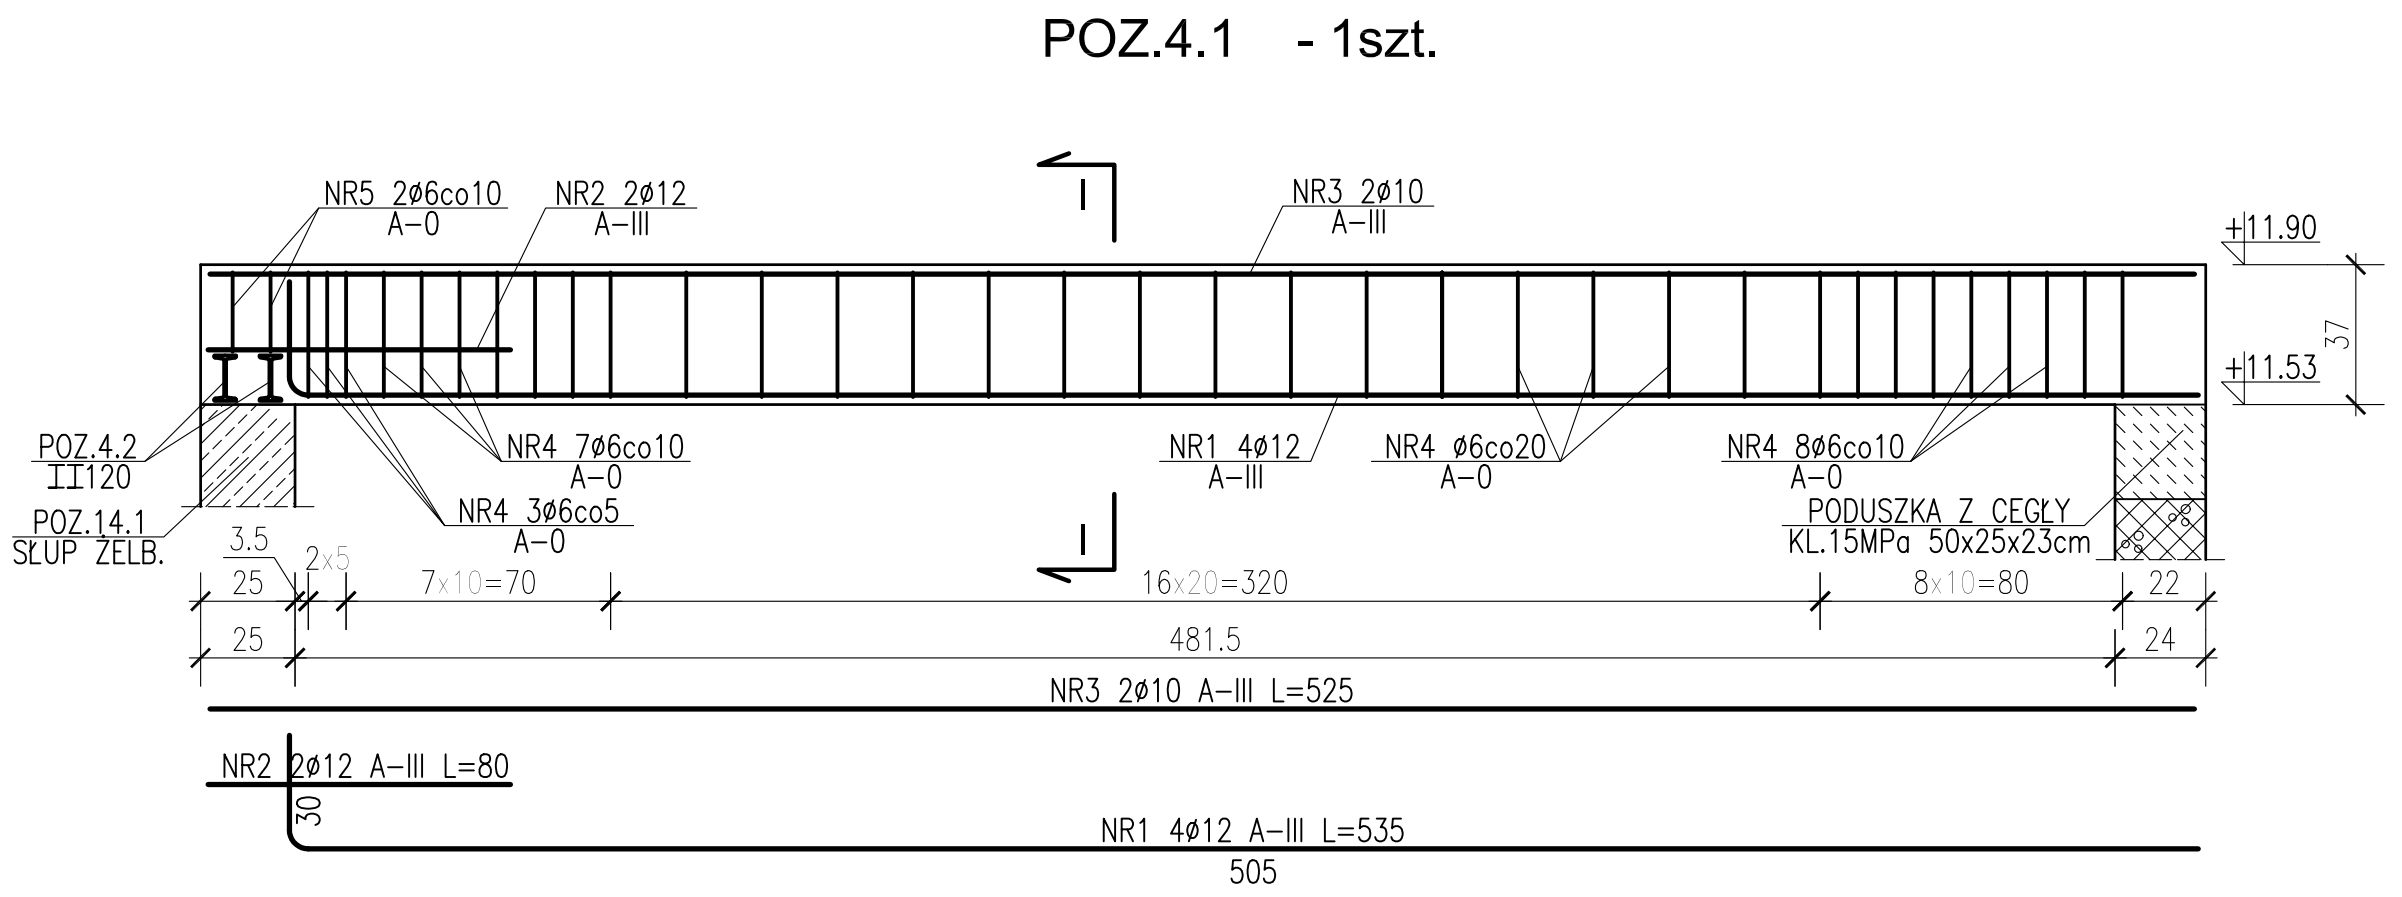 POZ.4.1 - 1szt.
NR5 2ø6co10
A-0
NR2 2ø12
A-III
I
NR3 2ø10
A-III
+11.90
37
+11.53
POZ.4.2
II120
POZ.14.1
SŁUP ŻELB.
NR4 7ø6co10
A-0
NR4 3ø6co5
A-0
NR1 4ø12
A-III
NR4 ø6co20
A-0
NR4 8ø6co10
A-0
PODUSZKA Z CEGŁY
KL.15MPa 50x25x23cm
I
3.5
2x5
25
7x10=70
16x20=320
8x10=80
22
25
481.5
24
NR3 2ø10 A-III L=525
NR2 2ø12 A-III L=80
30
NR1 4ø12 A-III L=535
505